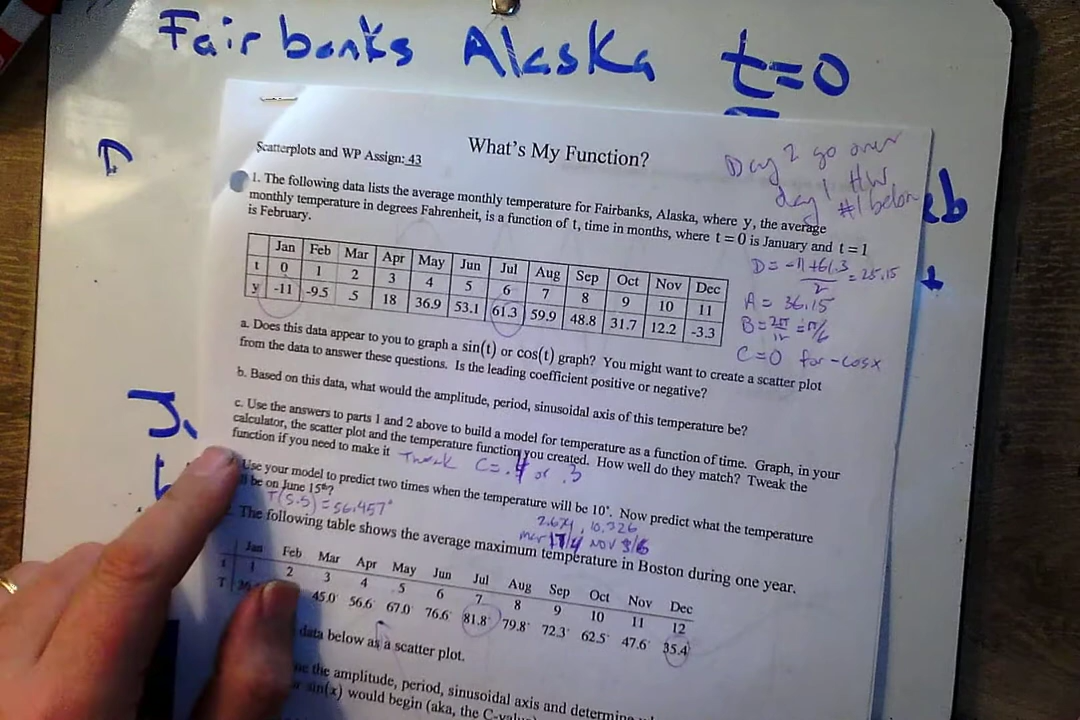 Fairbanks Alaska t=0
Scatterplots and WP Assign: 43
What's My Function?
Day 2 go over
day 1 HW
#1 below
1. The following data lists the average monthly temperature for Fairbanks, Alaska, where y, the average
monthly temperature in degrees Fahrenheit, is a function of t, time in months, where t = 0 is January and t = 1
is February.
Jan Feb Mar Apr May Jun Jul Aug Sep Oct Nov Dec
t 0 1 2 3 4 5 6 7 8 9 10 11
y -11 -9.5 .5 18 36.9 53.1 61.3 59.9 48.8 31.7 12.2 -3.3
D = -11+61.3 = 25.15
2
A = 36.15
B = 2π = π/6
12
C=0 for -cosx
a. Does this data appear to you to graph a sin(t) or cos(t) graph? You might want to create a scatter plot
from the data to answer these questions. Is the leading coefficient positive or negative?
b. Based on this data, what would the amplitude, period, sinusoidal axis of this temperature be?
c. Use the answers to parts 1 and 2 above to build a model for temperature as a function of time. Graph, in your
calculator, the scatter plot and the temperature function you created. How well do they match? Tweak the
function if you need to make it
Tweak C= .4 or .3
Use your model to predict two times when the temperature will be 10°. Now predict what the temperature
be on June 15th?
T(5.5) = 56.457°
2.674, 10.326
The following table shows the average maximum temperature in Boston during one year.
Jan Feb Mar Apr May Jun Jul Aug Sep Oct Nov Dec
t 1 2 3 4 5 6 7 8 9 10 11 12
T 45.0 56.6 67.0 76.6 81.8 79.8 72.3 62.5 47.6 35.4
data below as a scatter plot.
the amplitude, period, sinusoidal axis and
sin(x) would begin (aka, the